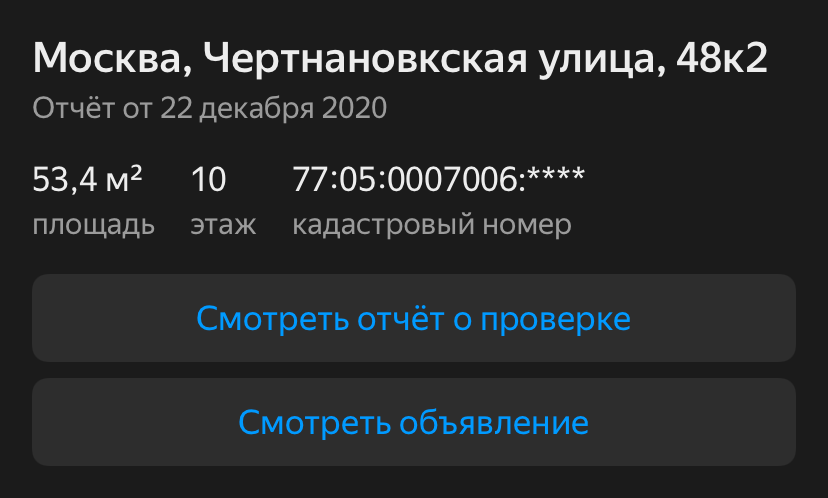 Москва, Чертнановкская улица, 48к2
Отчёт от 22 декабря 2020
53,4 м² 10 77:05:0007006:****
площадь этаж кадастровый номер
Смотреть отчёт о проверке
Смотреть объявление